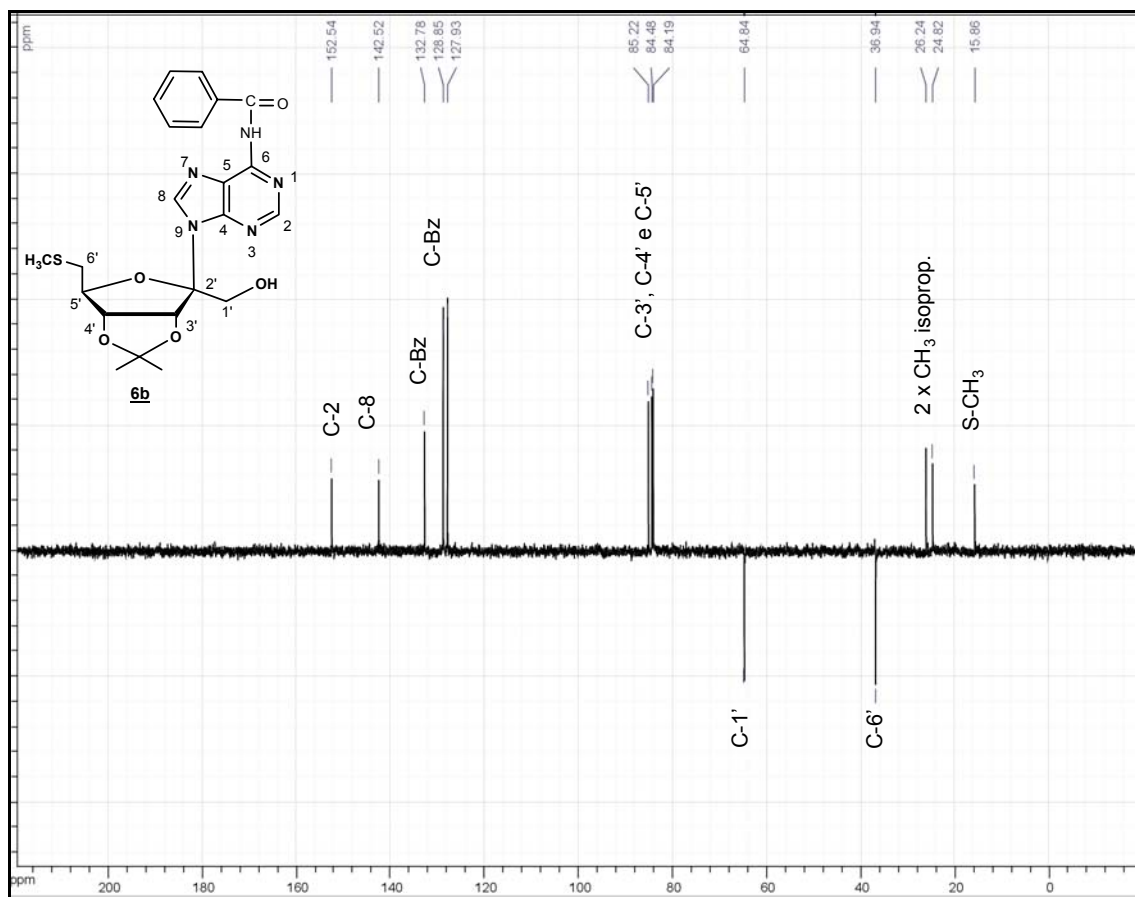 ppm
152.54
142.52
132.78
128.85
127.93
85.22
84.48
84.19
64.84
36.94
26.24
24.82
15.86
C
O
NH
6
7
N
5
N
1
8
N
9
4
N
3
2
H₃CS
6'
O
2'
OH
5'
1'
4'
3'
O
O
6b
C-2
C-8
C-Bz
C-Bz
C-3', C-4' e C-5'
2 x CH₃ isoprop.
S-CH₃
C-1'
C-6'
ppm 200 180 160 140 120 100 80 60 40 20 0